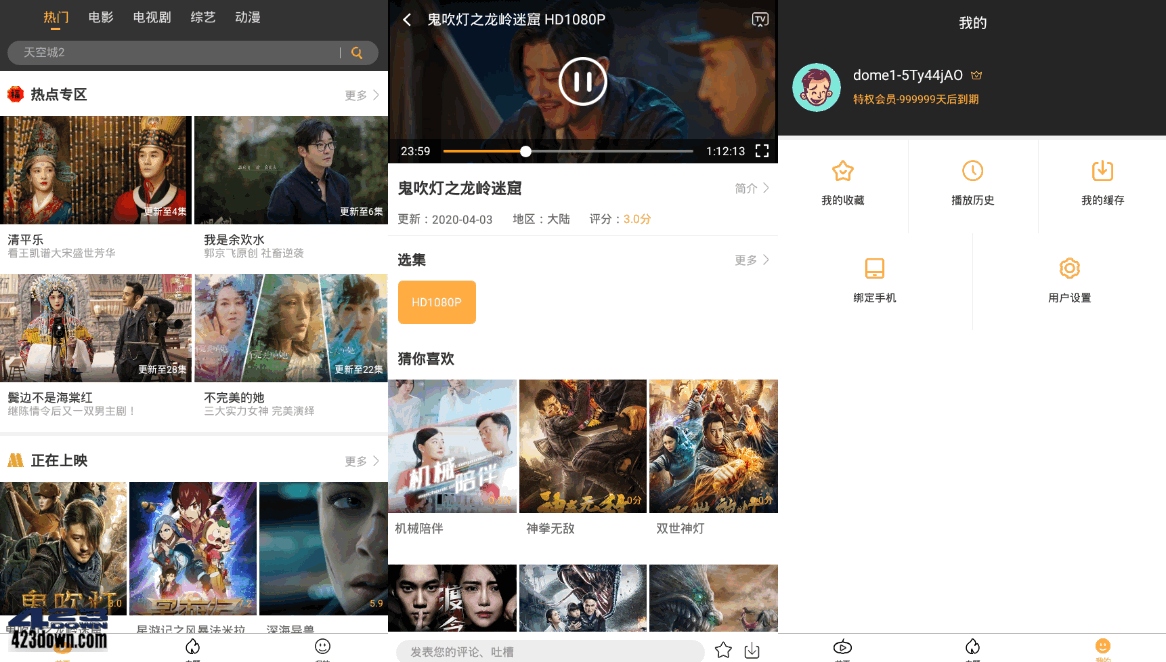 热门 电影 电视剧 综艺 动漫
天空城2
热点专区 更多
更新至4集
更新至6集
清平乐
看王凯谱大宋盛世芳华
我是余欢水
郭京飞原创 社畜逆袭
更新至28集
更新至22集
鬓边不是海棠红
继陈情令后又一双男主剧！
不完美的她
三大实力女神 完美演绎
正在上映 更多
鬼吹灯
7.2
5.9
星游记之风暴法米拉
深海异兽
423down.com
鬼吹灯之龙岭迷窟 HD1080P
TV
23:59
1:12:13
鬼吹灯之龙岭迷窟 简介
更新：2020-04-03 地区：大陆 评分：3.0分
选集 更多
HD1080P
猜你喜欢
机械
陪伴
机械陪伴
神拳无敌
双世神灯
发表您的评论、吐槽
我的
dome1-5Ty44jAO
特权会员-999999天后到期
我的收藏
播放历史
我的缓存
绑定手机
用户设置